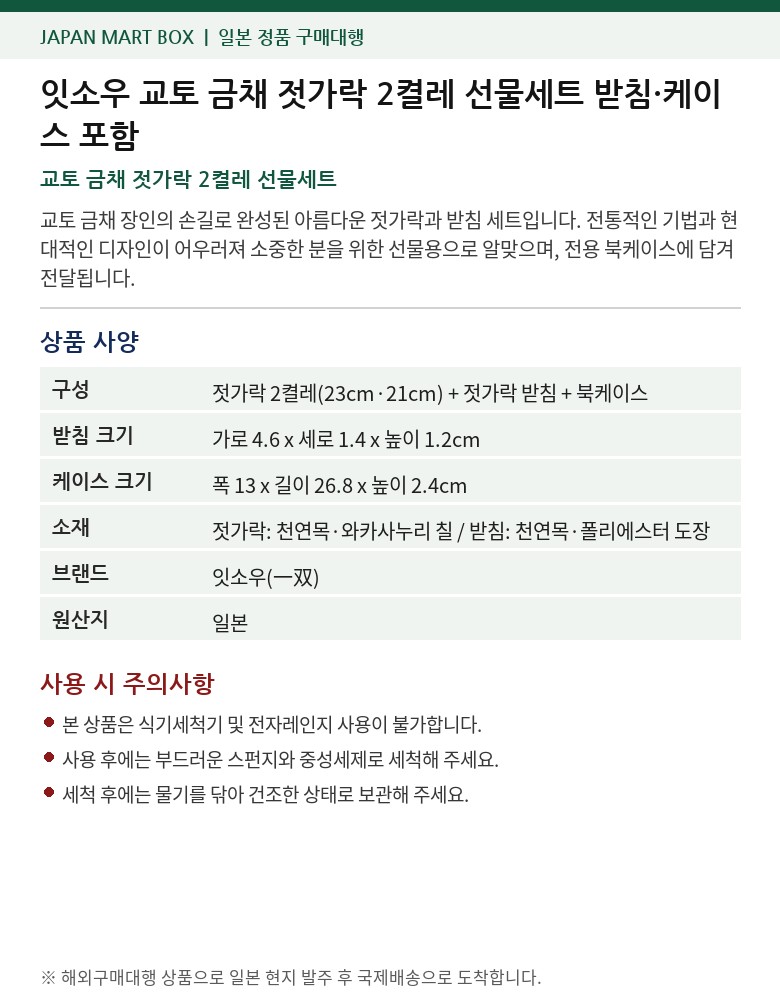 JAPAN MART BOX | 일본 정품 구매대행
잇소우 교토 금채 젓가락 2켤레 선물세트 받침·케이
스 포함
교토 금채 젓가락 2켤레 선물세트
교토 금채 장인의 손길로 완성된 아름다운 젓가락과 받침 세트입니다. 전통적인 기법과 현
대적인 디자인이 어우러져 소중한 분을 위한 선물용으로 알맞으며, 전용 북케이스에 담겨
전달됩니다.
상품 사양
구성 젓가락 2켤레(23cm·21cm) + 젓가락 받침 + 북케이스
받침 크기 가로 4.6 x 세로 1.4 x 높이 1.2cm
케이스 크기 폭 13 x 길이 26.8 x 높이 2.4cm
소재 젓가락: 천연목·와카사누리 칠 / 받침: 천연목·폴리에스터 도장
브랜드 잇소우(一双)
원산지 일본
사용 시 주의사항
● 본 상품은 식기세척기 및 전자레인지 사용이 불가합니다.
● 사용 후에는 부드러운 스펀지와 중성세제로 세척해 주세요.
● 세척 후에는 물기를 닦아 건조한 상태로 보관해 주세요.
※ 해외구매대행 상품으로 일본 현지 발주 후 국제배송으로 도착합니다.